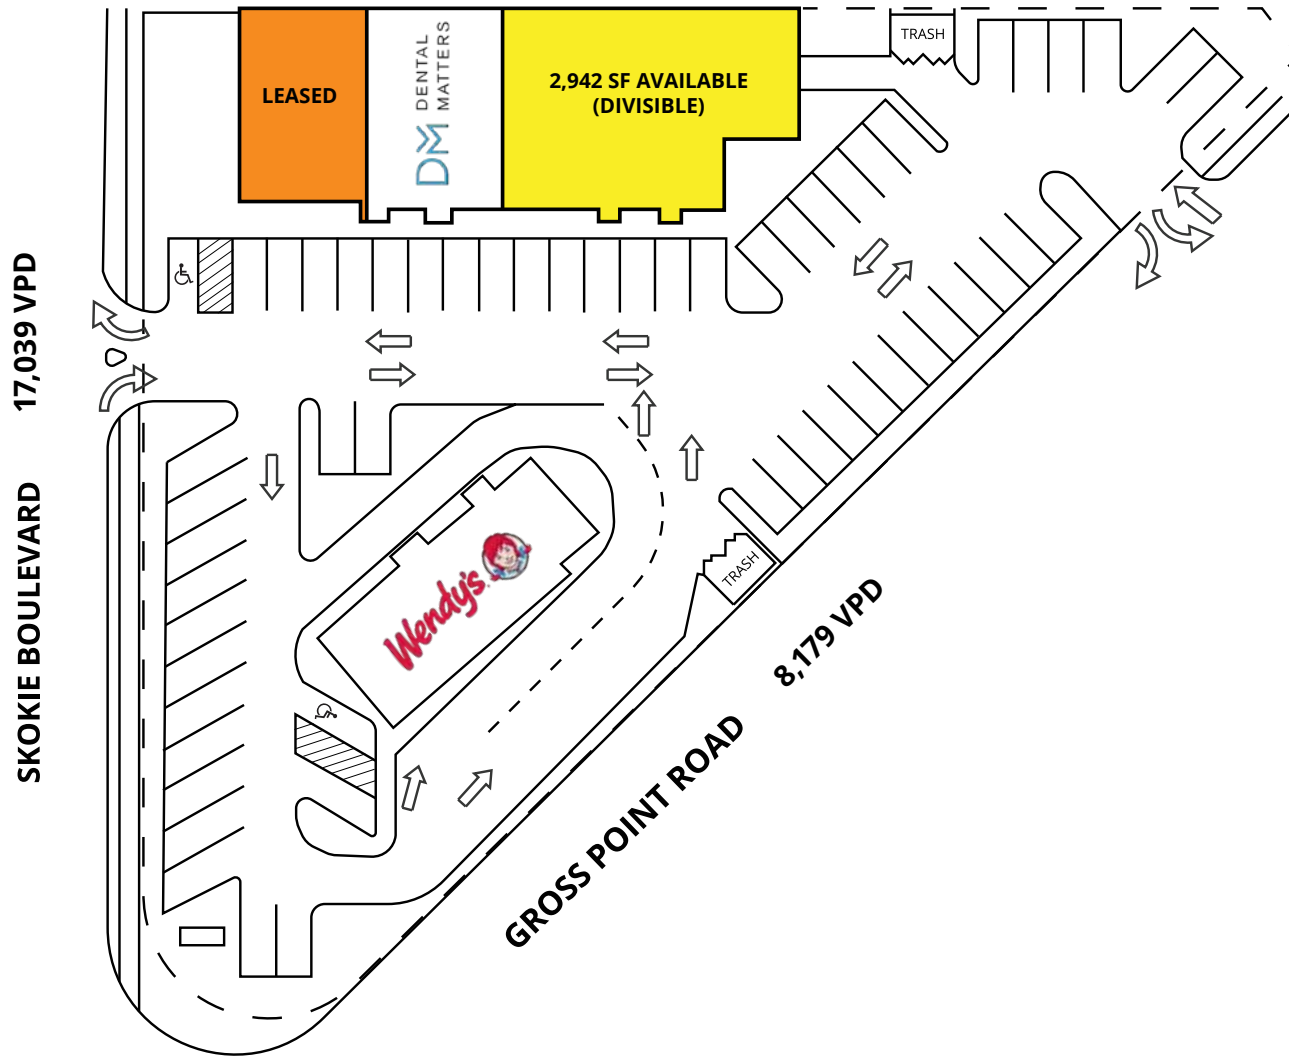 LEASED
DENTAL
MATTERS
DM
2,942 SF AVAILABLE
(DIVISIBLE)
TRASH
17,039 VPD
SKOKIE BOULEVARD
Wendy's
TRASH
8,179 VPD
GROSS POINT ROAD